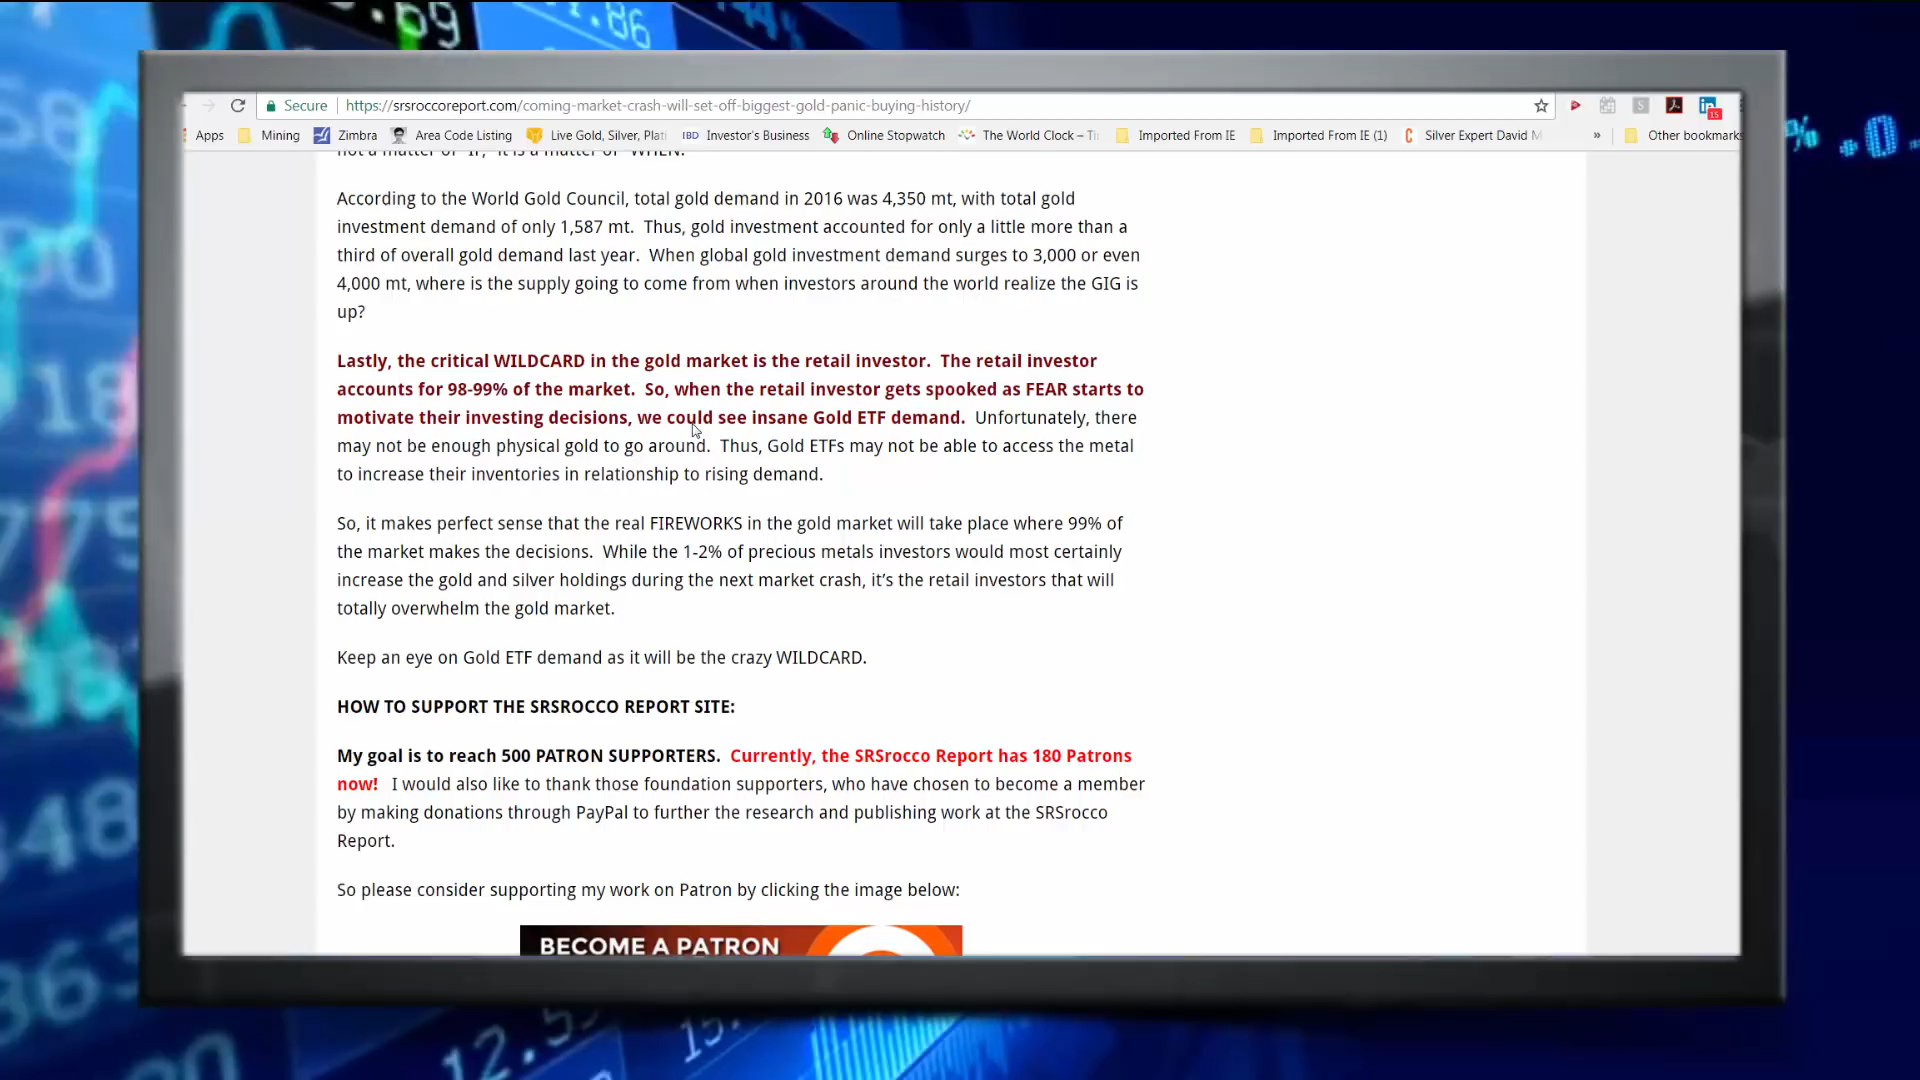 .69
1.86
Secure https://srsroccoreport.com/coming-market-crash-will-set-off-biggest-gold-panic-buying-history/
15
Apps Mining Zimbra Area Code Listing Live Gold, Silver, Plati IBD Investor's Business Online Stopwatch The World Clock – Ti Imported From IE Imported From IE (1) Silver Expert David M » Other bookmarks
not a matter of "IF," it is a matter of "WHEN."
According to the World Gold Council, total gold demand in 2016 was 4,350 mt, with total gold
investment demand of only 1,587 mt. Thus, gold investment accounted for only a little more than a
third of overall gold demand last year. When global gold investment demand surges to 3,000 or even
4,000 mt, where is the supply going to come from when investors around the world realize the GIG is
up?
Lastly, the critical WILDCARD in the gold market is the retail investor. The retail investor
accounts for 98-99% of the market. So, when the retail investor gets spooked as FEAR starts to
motivate their investing decisions, we could see insane Gold ETF demand. Unfortunately, there
may not be enough physical gold to go around. Thus, Gold ETFs may not be able to access the metal
to increase their inventories in relationship to rising demand.
So, it makes perfect sense that the real FIREWORKS in the gold market will take place where 99% of
the market makes the decisions. While the 1-2% of precious metals investors would most certainly
increase the gold and silver holdings during the next market crash, it's the retail investors that will
totally overwhelm the gold market.
Keep an eye on Gold ETF demand as it will be the crazy WILDCARD.
HOW TO SUPPORT THE SRSROCCO REPORT SITE:
My goal is to reach 500 PATRON SUPPORTERS. Currently, the SRSrocco Report has 180 Patrons
now! I would also like to thank those foundation supporters, who have chosen to become a member
by making donations through PayPal to further the research and publishing work at the SRSrocco
Report.
So please consider supporting my work on Patron by clicking the image below:
BECOME A PATRON
12.5
15.